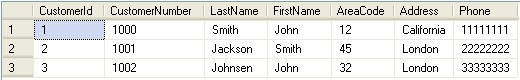 CustomerId CustomerNumber LastName FirstName AreaCode Address Phone
1 1 1000 Smith John 12 California 11111111
2 2 1001 Jackson Smith 45 London 22222222
3 3 1002 Johnsen John 32 London 33333333